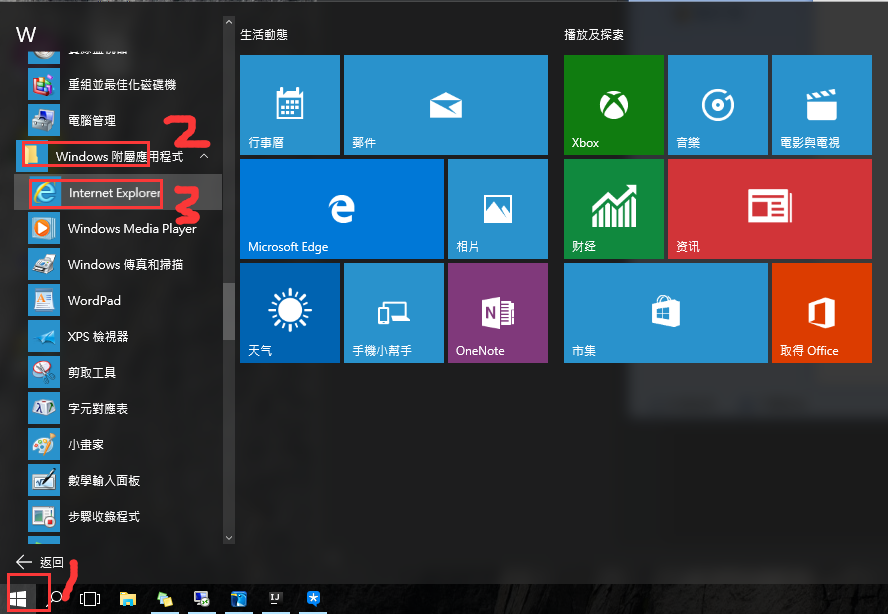 W
重組並最佳化磁碟機
電腦管理
2
Windows 附屬應用程式
Internet Explorer
3
Windows Media Player
Windows 傳真和掃描
WordPad
XPS 檢視器
剪取工具
字元對應表
小畫家
數學輸入面板
步驟收錄程式
返回
1
生活動態
行事曆
郵件
Microsoft Edge
相片
天气
手機小幫手
OneNote
播放及探索
Xbox
音樂
電影與電視
财经
资讯
市集
取得 Office